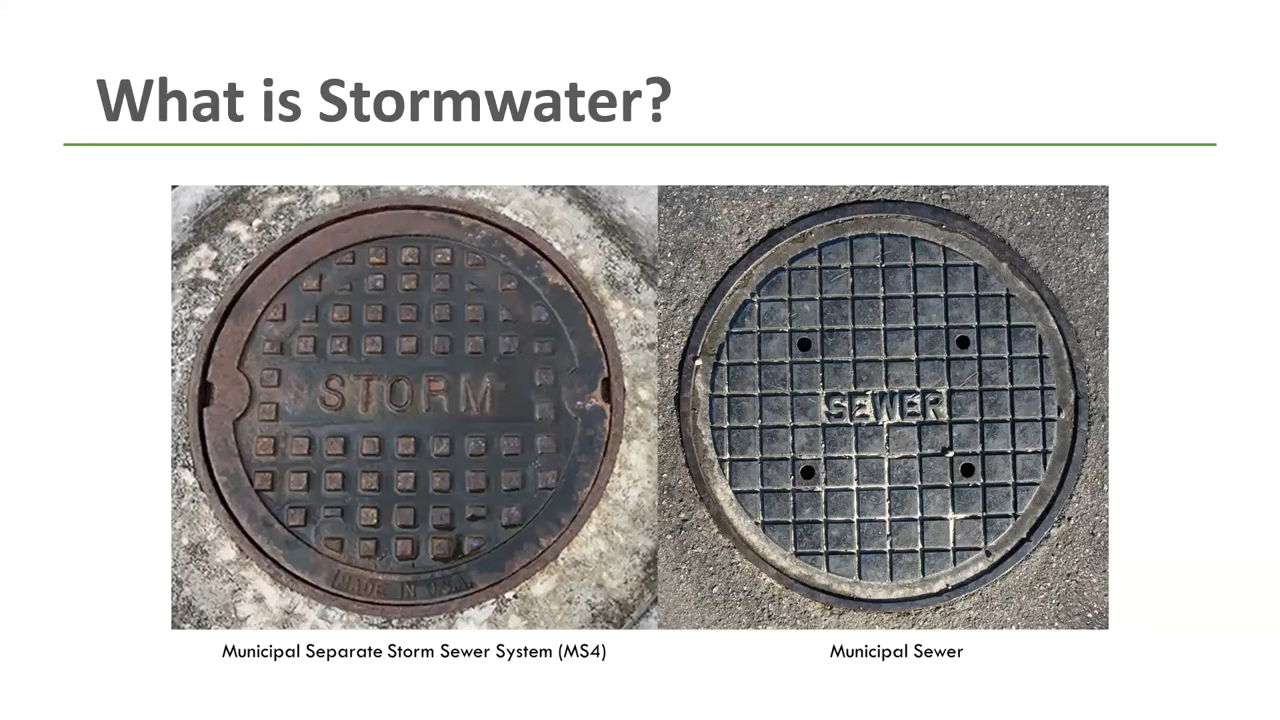 What is Stormwater?
STORM
MADE IN U.S.A.
SEWER
Municipal Separate Storm Sewer System (MS4)
Municipal Sewer